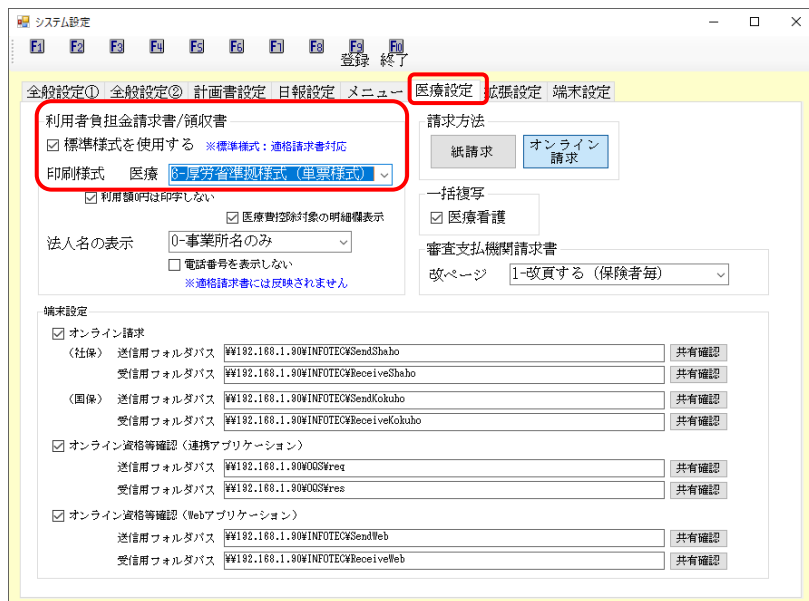 システム設定
F1 F2 F3 F4 F5 F6 F7 F8 F9 F10
登録 終了
全般設定① 全般設定② 計画書設定 日報設定 メニュー 医療設定 拡張設定 端末設定
利用者負担金請求書/領収書
標準様式を使用する ※標準様式：適格請求書対応
印刷様式 医療 6-厚労省準拠様式（単票様式）
利用額0円は印字しない
医療費控除対象の明細欄表示
法人名の表示 0-事業所名のみ
電話番号を表示しない
※適格請求書には反映されません
請求方法
紙請求 オンライン
請求
一括複写
医療看護
審査支払機関請求書
改ページ 1-改頁する（保険者毎）
端末設定
オンライン請求
（社保） 送信用フォルダパス ¥¥192.168.1.90¥INFOTEC¥SendShaho 共有確認
受信用フォルダパス ¥¥192.168.1.90¥INFOTEC¥ReceiveShaho 共有確認
（国保） 送信用フォルダパス ¥¥192.168.1.90¥INFOTEC¥SendKokuho 共有確認
受信用フォルダパス ¥¥192.168.1.90¥INFOTEC¥ReceiveKokuho 共有確認
オンライン資格等確認（連携アプリケーション）
送信用フォルダパス ¥¥192.168.1.90¥OQS¥req 共有確認
受信用フォルダパス ¥¥192.168.1.90¥OQS¥res 共有確認
オンライン資格等確認（Webアプリケーション）
送信用フォルダパス ¥¥192.168.1.90¥INFOTEC¥SendWeb 共有確認
受信用フォルダパス ¥¥192.168.1.90¥INFOTEC¥ReceiveWeb 共有確認